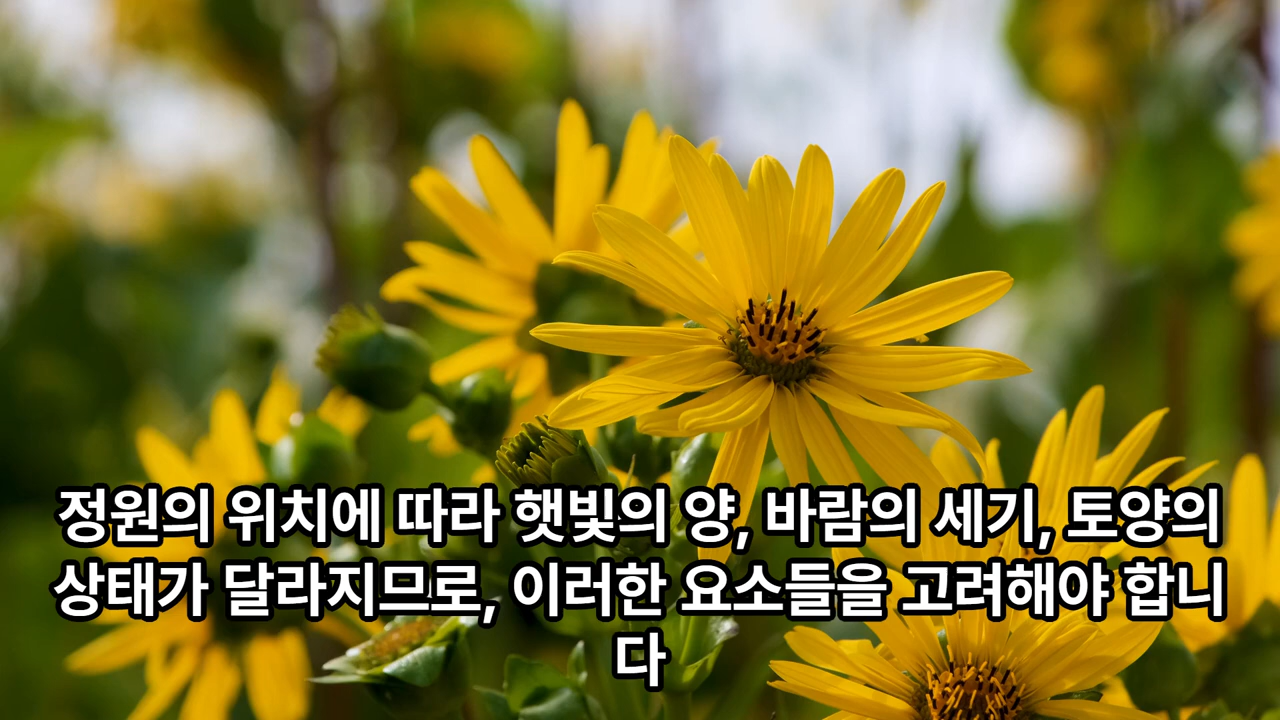 정원의 위치에 따라 햇빛의 양, 바람의 세기, 토양의
상태가 달라지므로, 이러한 요소들을 고려해야 합니
다